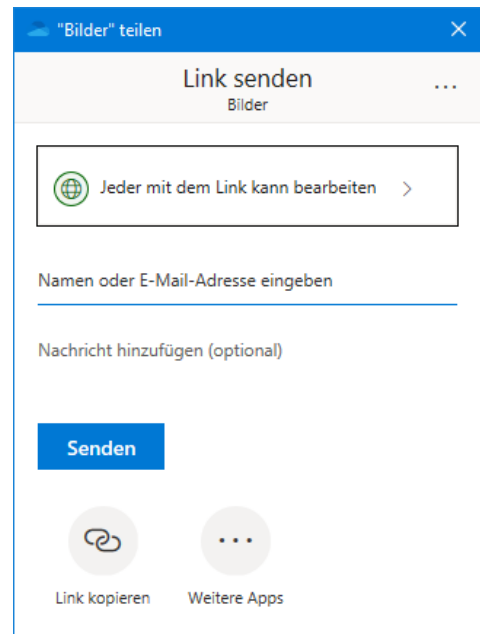 "Bilder" teilen
Link senden
...
Bilder
Jeder mit dem Link kann bearbeiten
Namen oder E-Mail-Adresse eingeben
Nachricht hinzufügen (optional)
Senden
Link kopieren
Weitere Apps